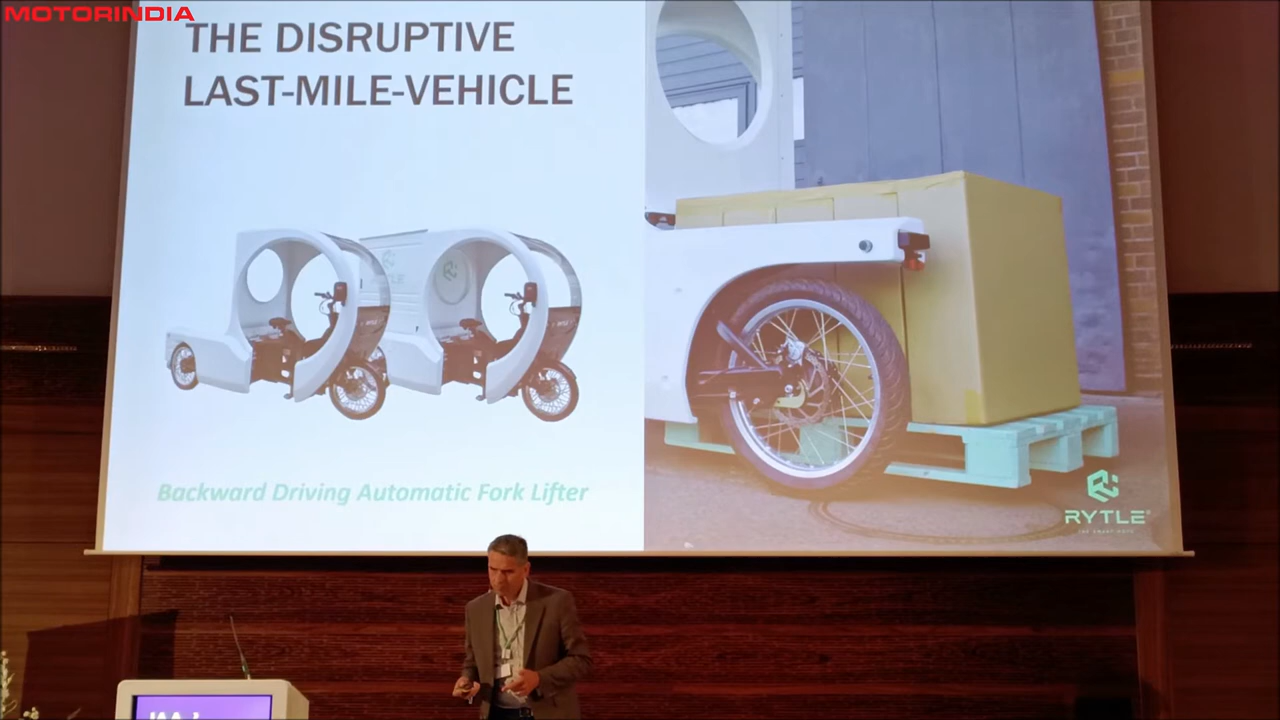 MOTORINDIA
THE DISRUPTIVE
LAST-MILE-VEHICLE
Backward Driving Automatic Fork Lifter
RYTLE